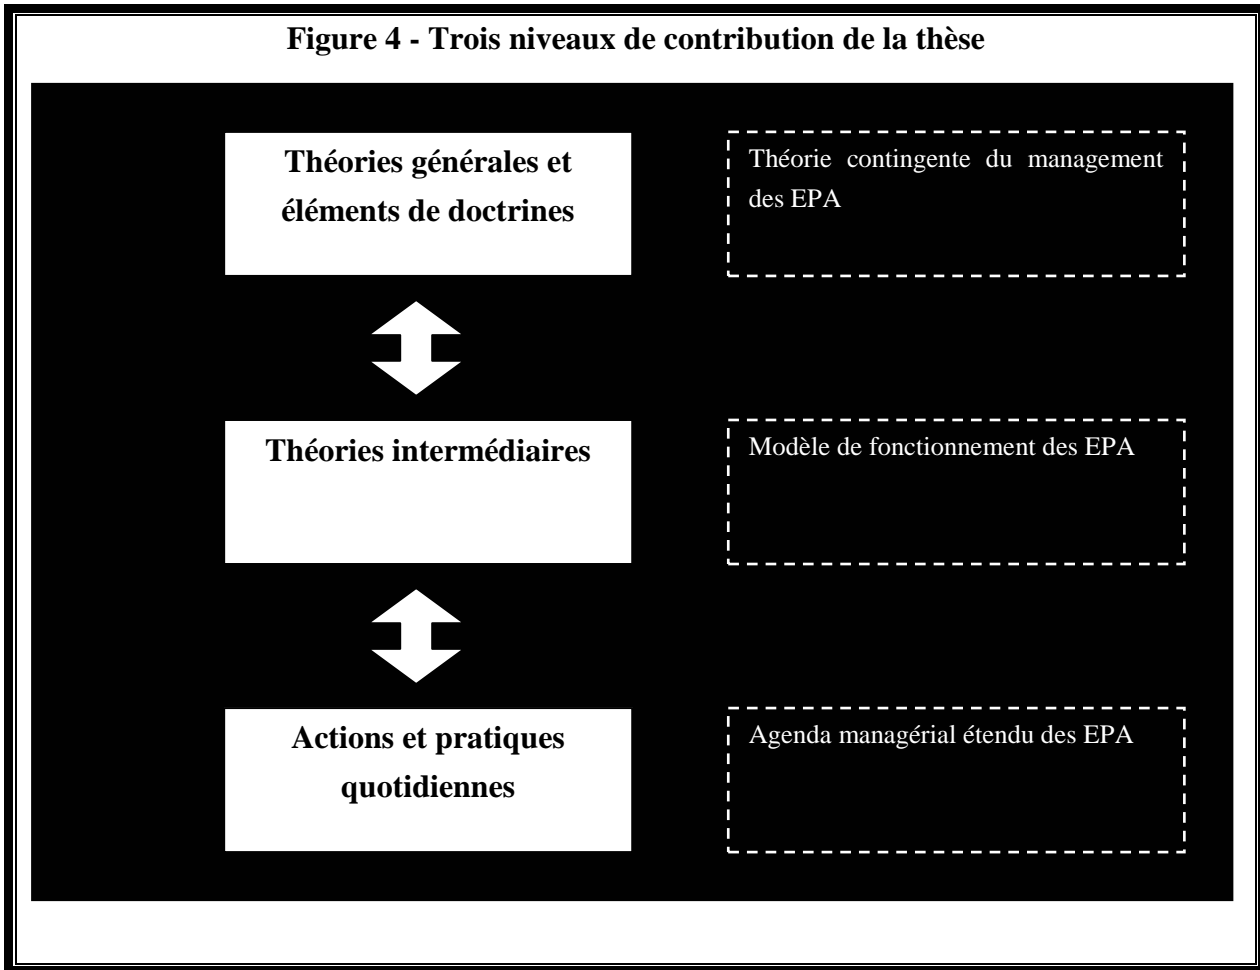 Figure 4 - Trois niveaux de contribution de la thèse
Théories générales et
éléments de doctrines
Théorie contingente du management
des EPA
Théories intermédiaires
Modèle de fonctionnement des EPA
Actions et pratiques
quotidiennes
Agenda managérial étendu des EPA